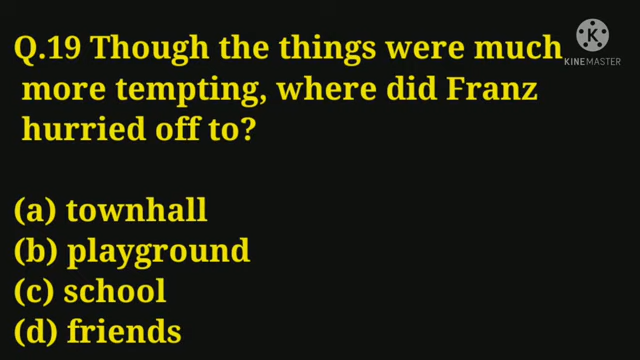 Q.19 Though the things were much
more tempting, where did Franz
hurried off to?
(a) townhall
(b) playground
(c) school
(d) friends
K
KINEMASTER